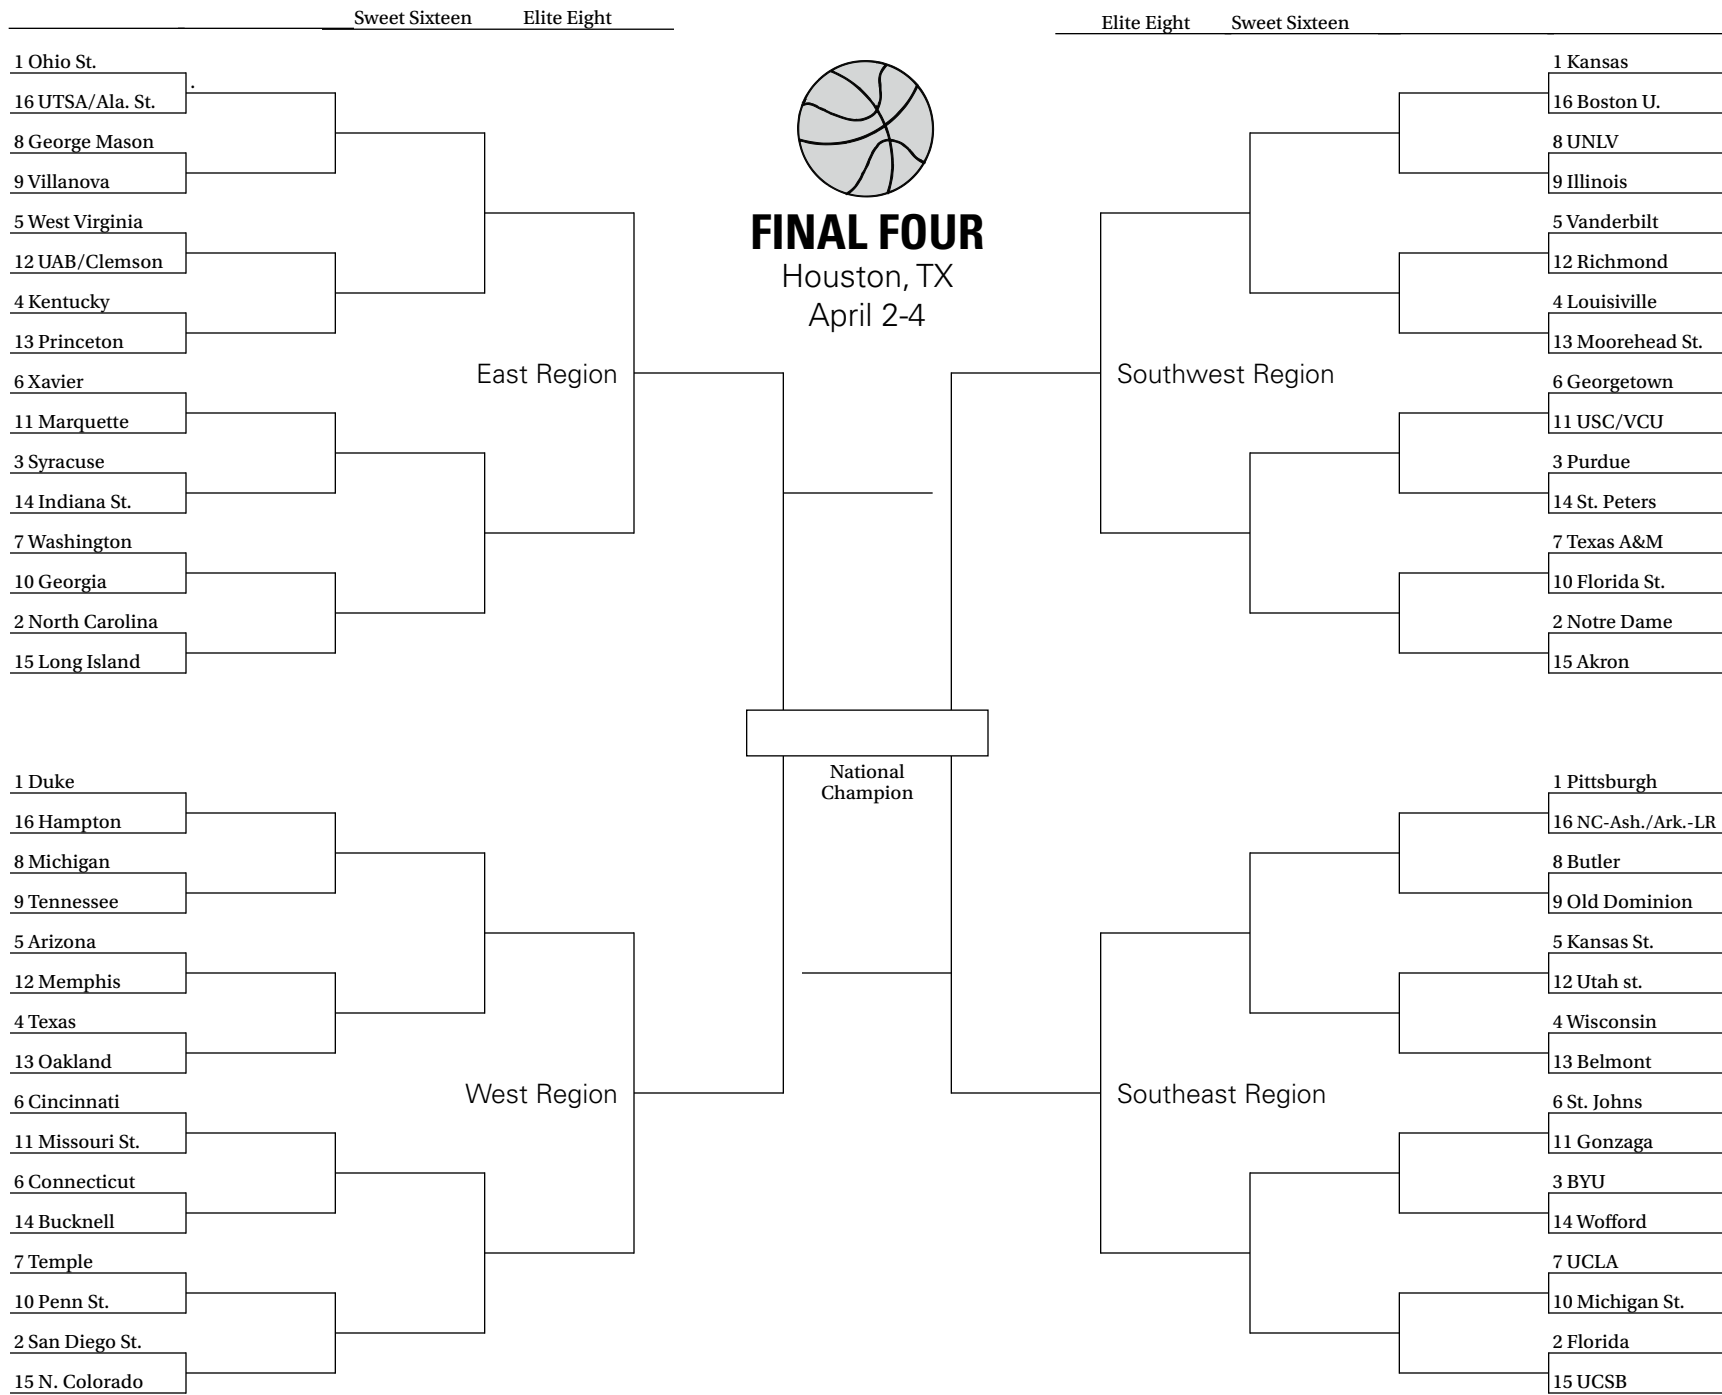 Sweet Sixteen Elite Eight
Elite Eight Sweet Sixteen
1 Ohio St.
16 UTSA/Ala. St.
8 George Mason
9 Villanova
5 West Virginia
12 UAB/Clemson
4 Kentucky
13 Princeton
6 Xavier
11 Marquette
3 Syracuse
14 Indiana St.
7 Washington
10 Georgia
2 North Carolina
15 Long Island
East Region
1 Duke
16 Hampton
8 Michigan
9 Tennessee
5 Arizona
12 Memphis
4 Texas
13 Oakland
6 Cincinnati
11 Missouri St.
6 Connecticut
14 Bucknell
7 Temple
10 Penn St.
2 San Diego St.
15 N. Colorado
West Region
FINAL FOUR
Houston, TX
April 2-4
National
Champion
1 Kansas
16 Boston U.
8 UNLV
9 Illinois
5 Vanderbilt
12 Richmond
4 Louisiville
13 Moorehead St.
6 Georgetown
11 USC/VCU
3 Purdue
14 St. Peters
7 Texas A&M
10 Florida St.
2 Notre Dame
15 Akron
Southwest Region
1 Pittsburgh
16 NC-Ash./Ark.-LR
8 Butler
9 Old Dominion
5 Kansas St.
12 Utah st.
4 Wisconsin
13 Belmont
6 St. Johns
11 Gonzaga
3 BYU
14 Wofford
7 UCLA
10 Michigan St.
2 Florida
15 UCSB
Southeast Region